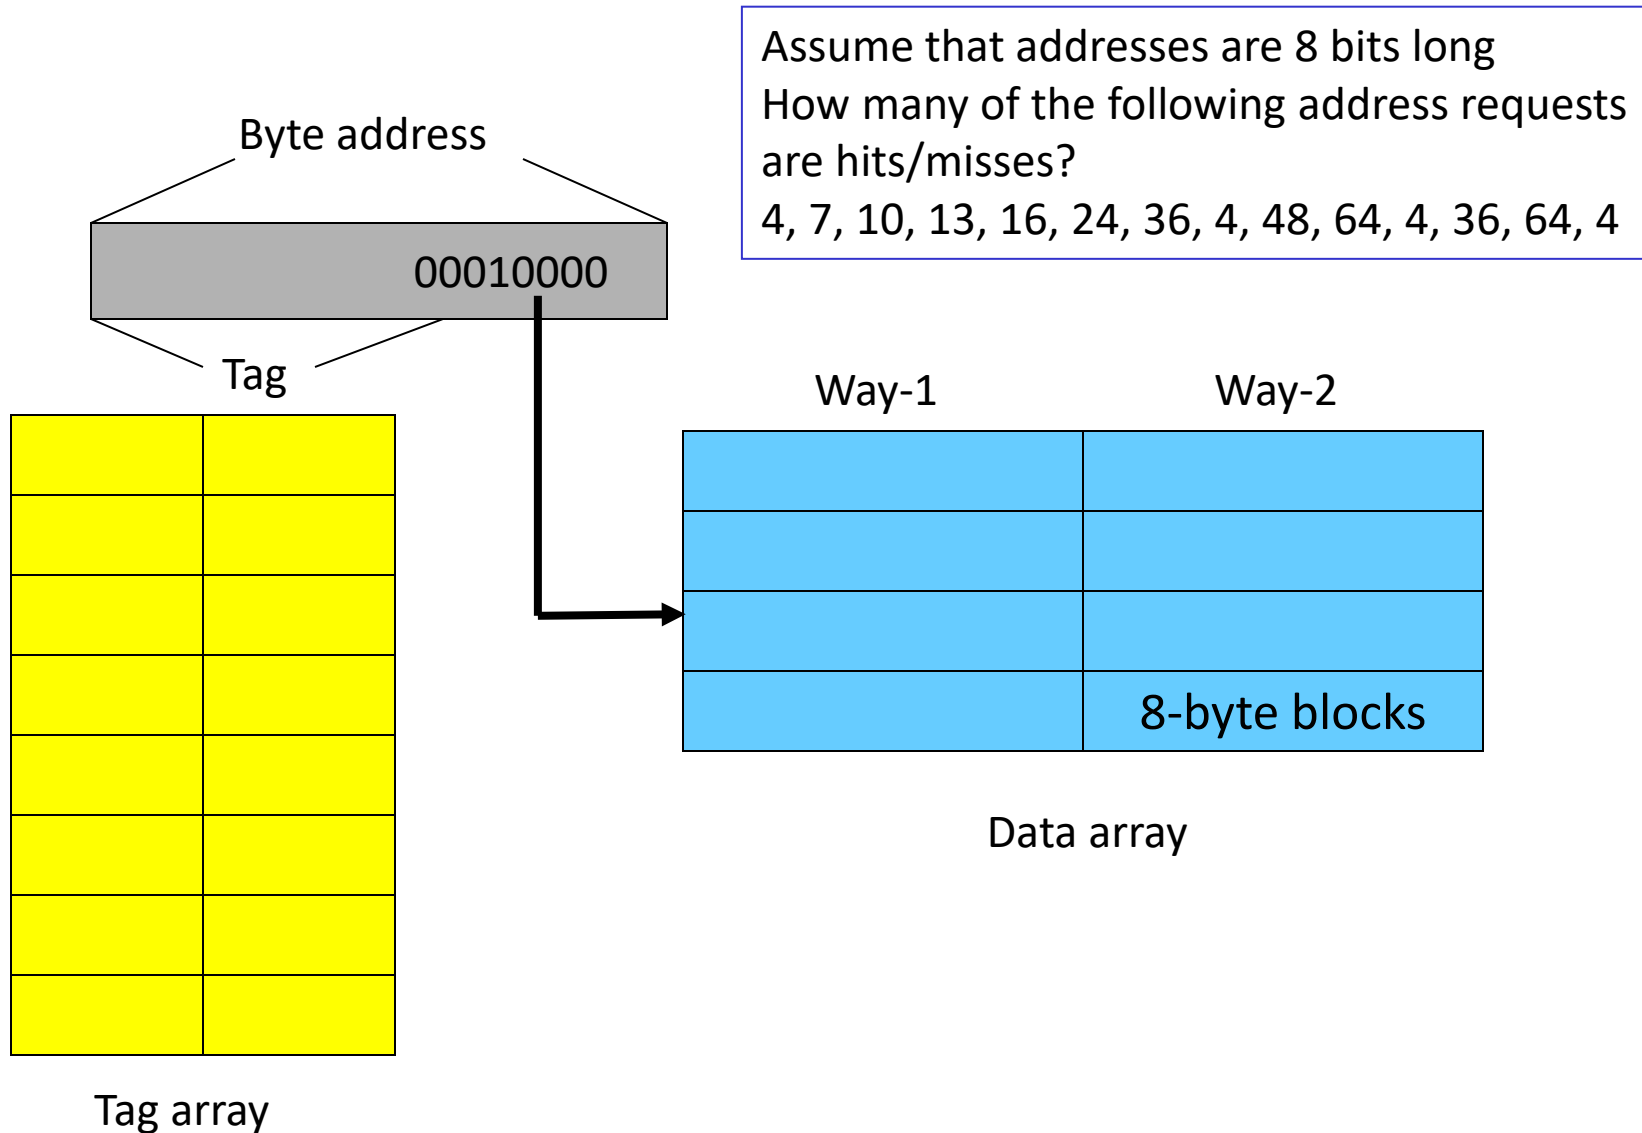 Assume that addresses are 8 bits long
How many of the following address requests
are hits/misses?
4, 7, 10, 13, 16, 24, 36, 4, 48, 64, 4, 36, 64, 4
Byte address
00010000
Tag
Way-1
Way-2
8-byte blocks
Data array
Tag array